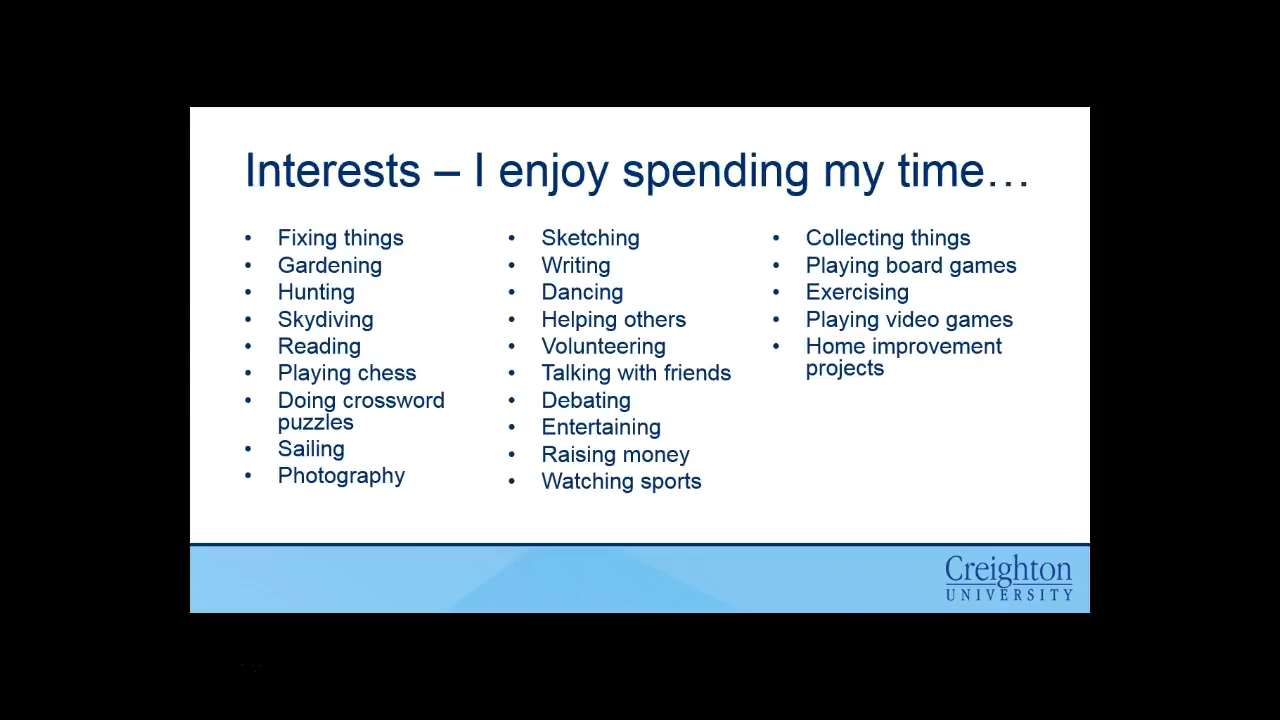 Interests – I enjoy spending my time…
• Fixing things
• Gardening
• Hunting
• Skydiving
• Reading
• Playing chess
• Doing crossword
puzzles
• Sailing
• Photography
• Sketching
• Writing
• Dancing
• Helping others
• Volunteering
• Talking with friends
• Debating
• Entertaining
• Raising money
• Watching sports
• Collecting things
• Playing board games
• Exercising
• Playing video games
• Home improvement
projects
Creighton
UNIVERSITY